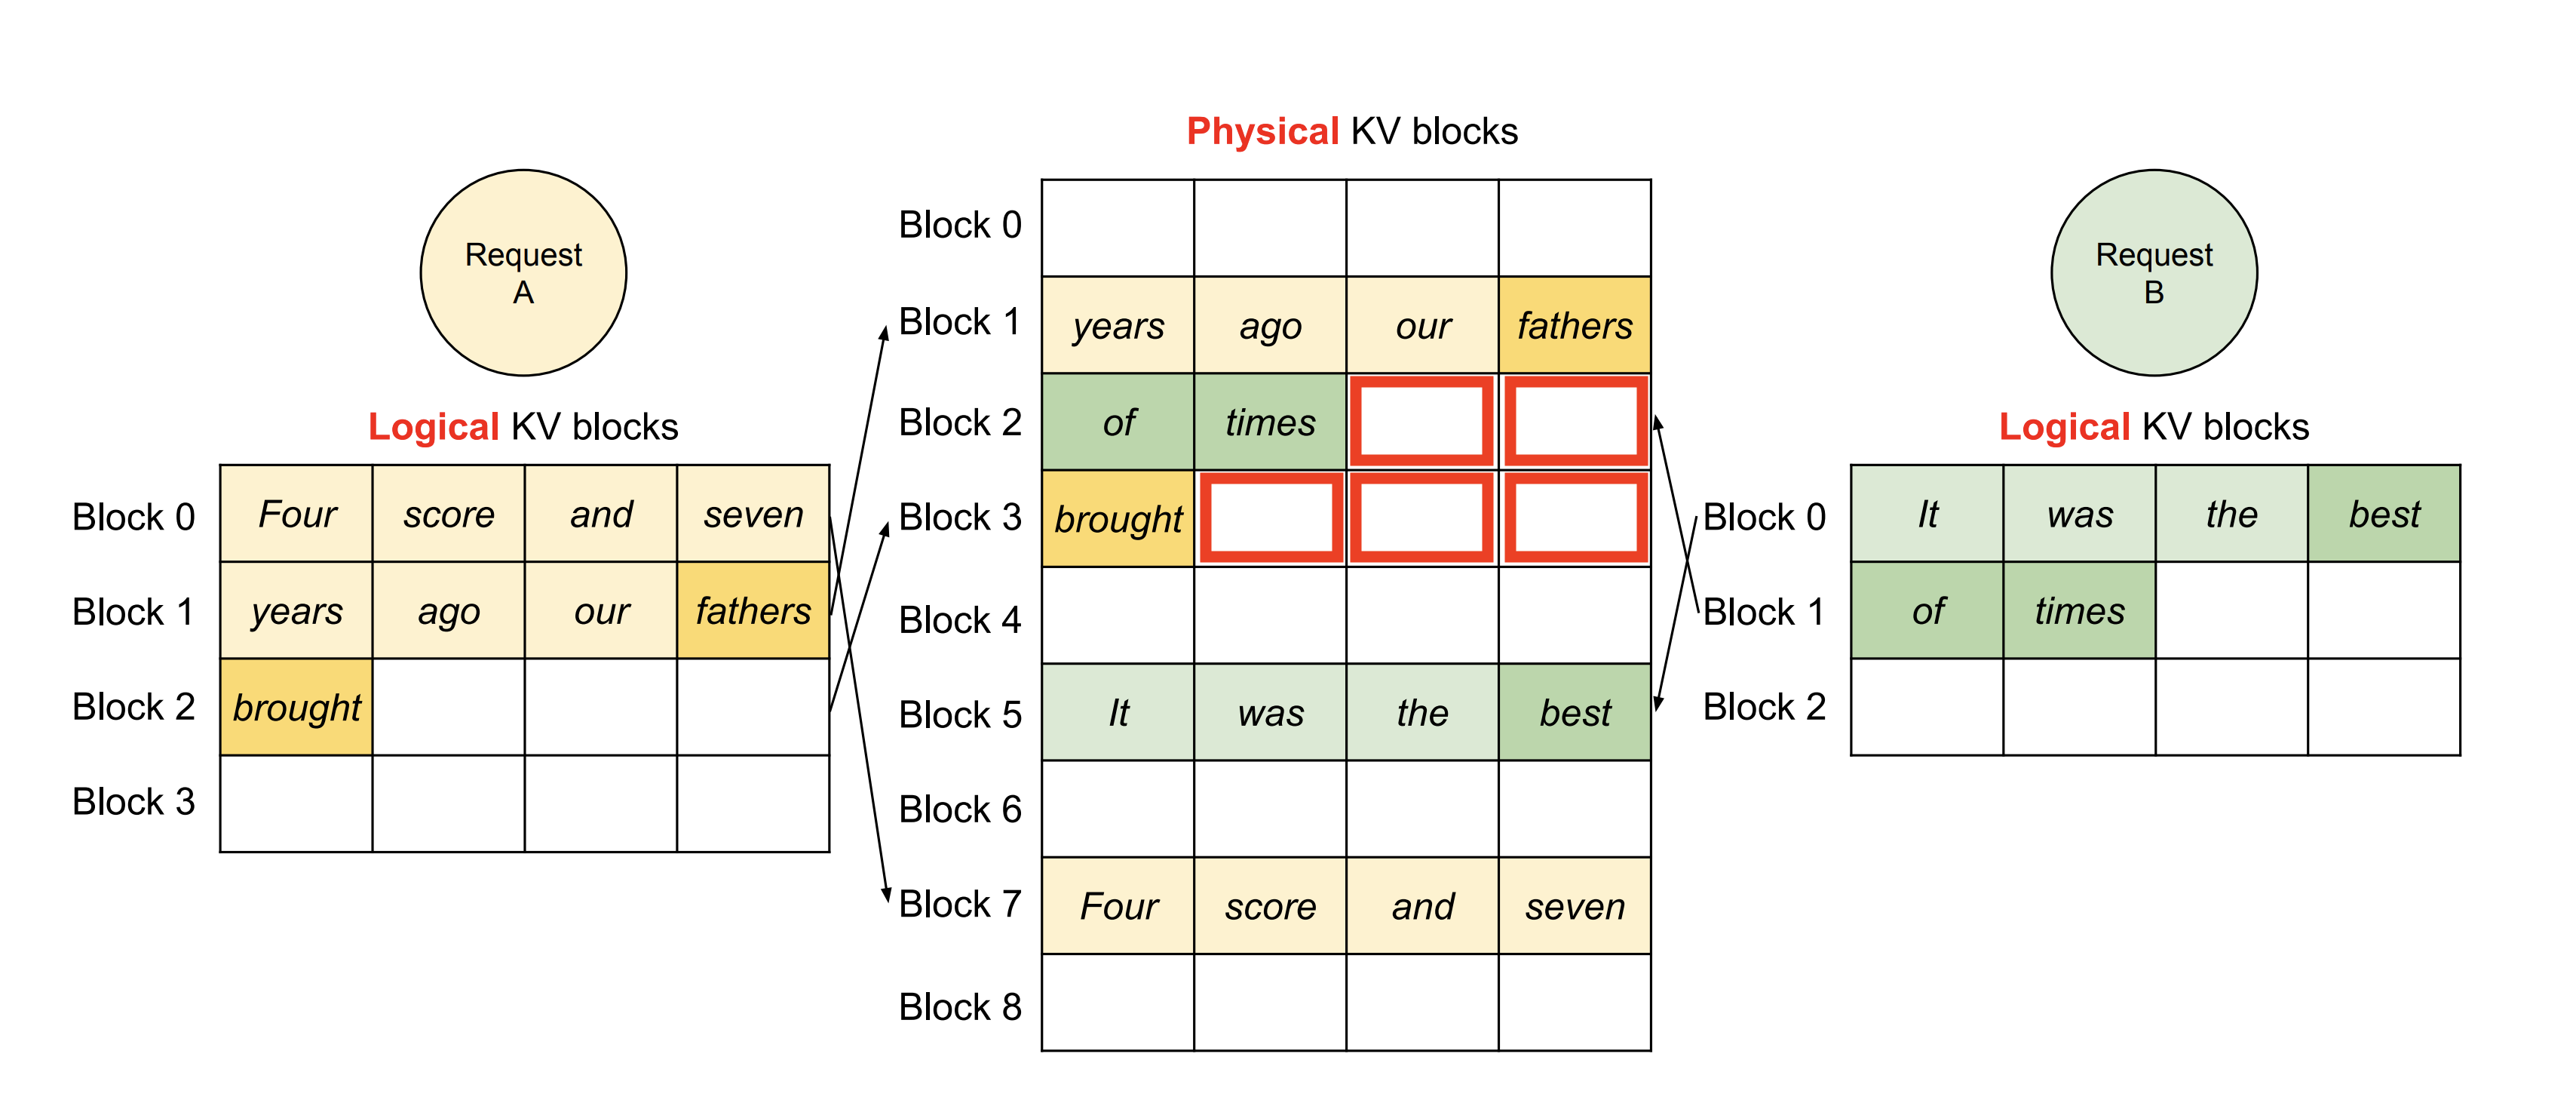 Physical KV blocks
Request
A
Logical KV blocks
Block 0 Four score and seven
Block 1 years ago our fathers
Block 2 brought
Block 3
Block 0
Block 1 years ago our fathers
Block 2 of times
Block 3 brought
Block 4
Block 5 It was the best
Block 6
Block 7 Four score and seven
Block 8
Request
B
Logical KV blocks
Block 0 It was the best
Block 1 of times
Block 2